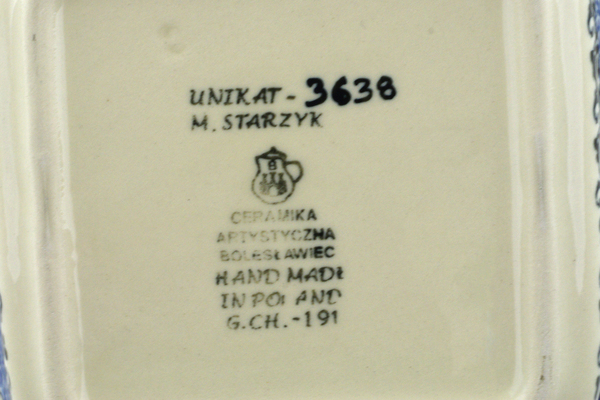 UNIKAT - 3638
M. STARZYK
CERAMIKA
ARTYSTYCZNA
BOLESŁAWIEC
HAND MADE
IN POLAND
G.CH.-191